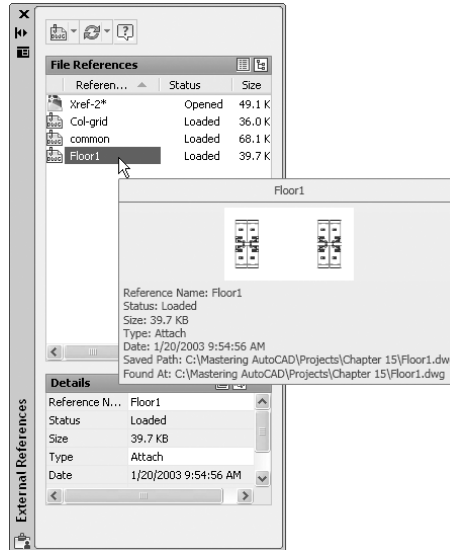 File References
Referen... Status Size
Xref-2* Opened 49.1 K
Col-grid Loaded 36.0 K
common Loaded 68.1 K
Floor1 Loaded 39.7 K
Floor1
Reference Name: Floor1
Status: Loaded
Size: 39.7 KB
Type: Attach
Date: 1/20/2003 9:54:56 AM
Saved Path: C:\Mastering AutoCAD\Projects\Chapter 15\Floor1.dw
Found At: C:\Mastering AutoCAD\Projects\Chapter 15\Floor1.dwg
Details
Reference N... Floor1
Status Loaded
Size 39.7 KB
Type Attach
Date 1/20/2003 9:54:56 AM
External References